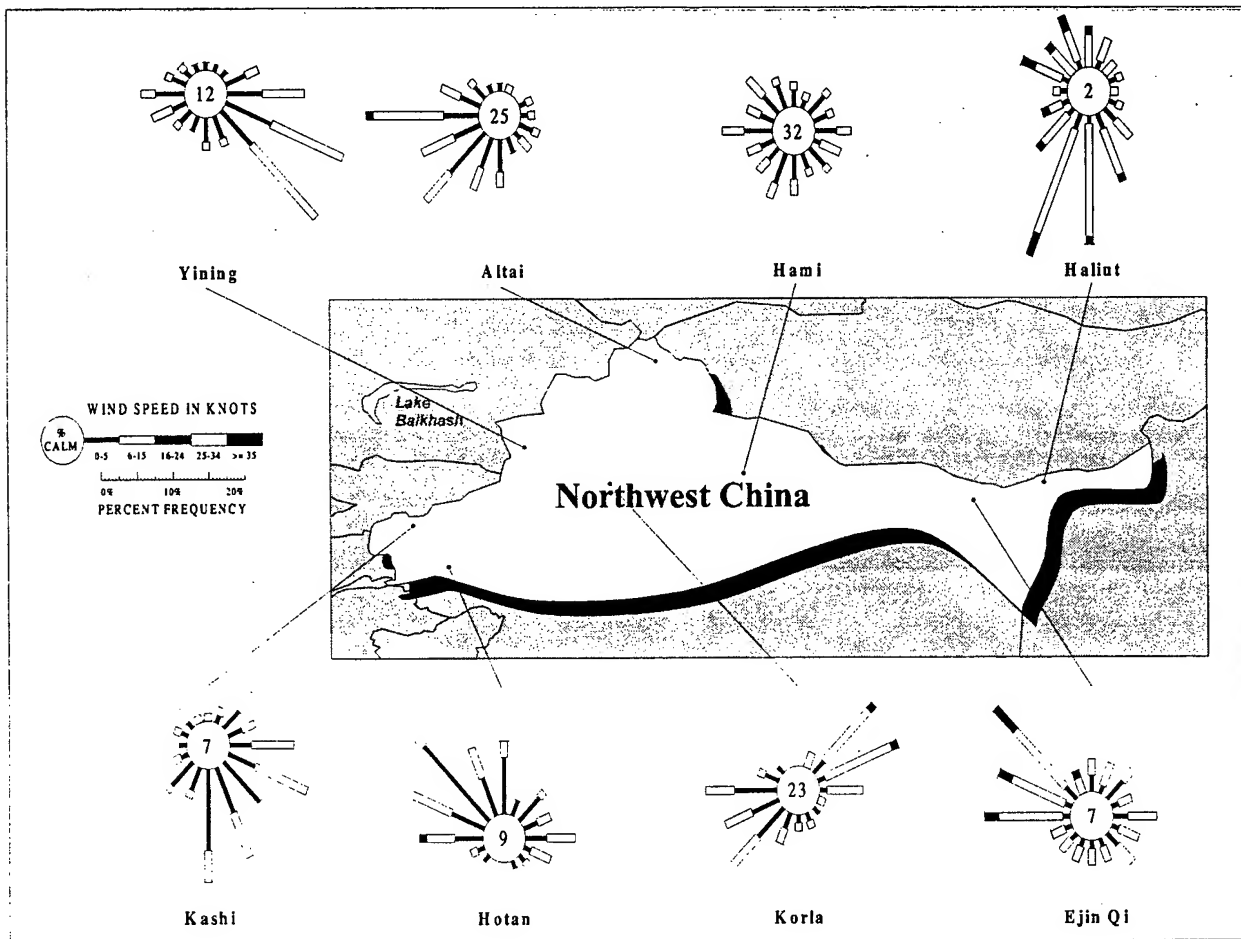 12
25
32
2
Yining
Altai
Hami
Haliut
Lake
Balkhash
WIND SPEED IN KNOTS
%
CALM
0-5 6-15 16-24 25-34 >= 35
0% 10% 20%
PERCENT FREQUENCY
Northwest China
7
9
23
7
Kashi
Hotan
Korla
Ejin Qi